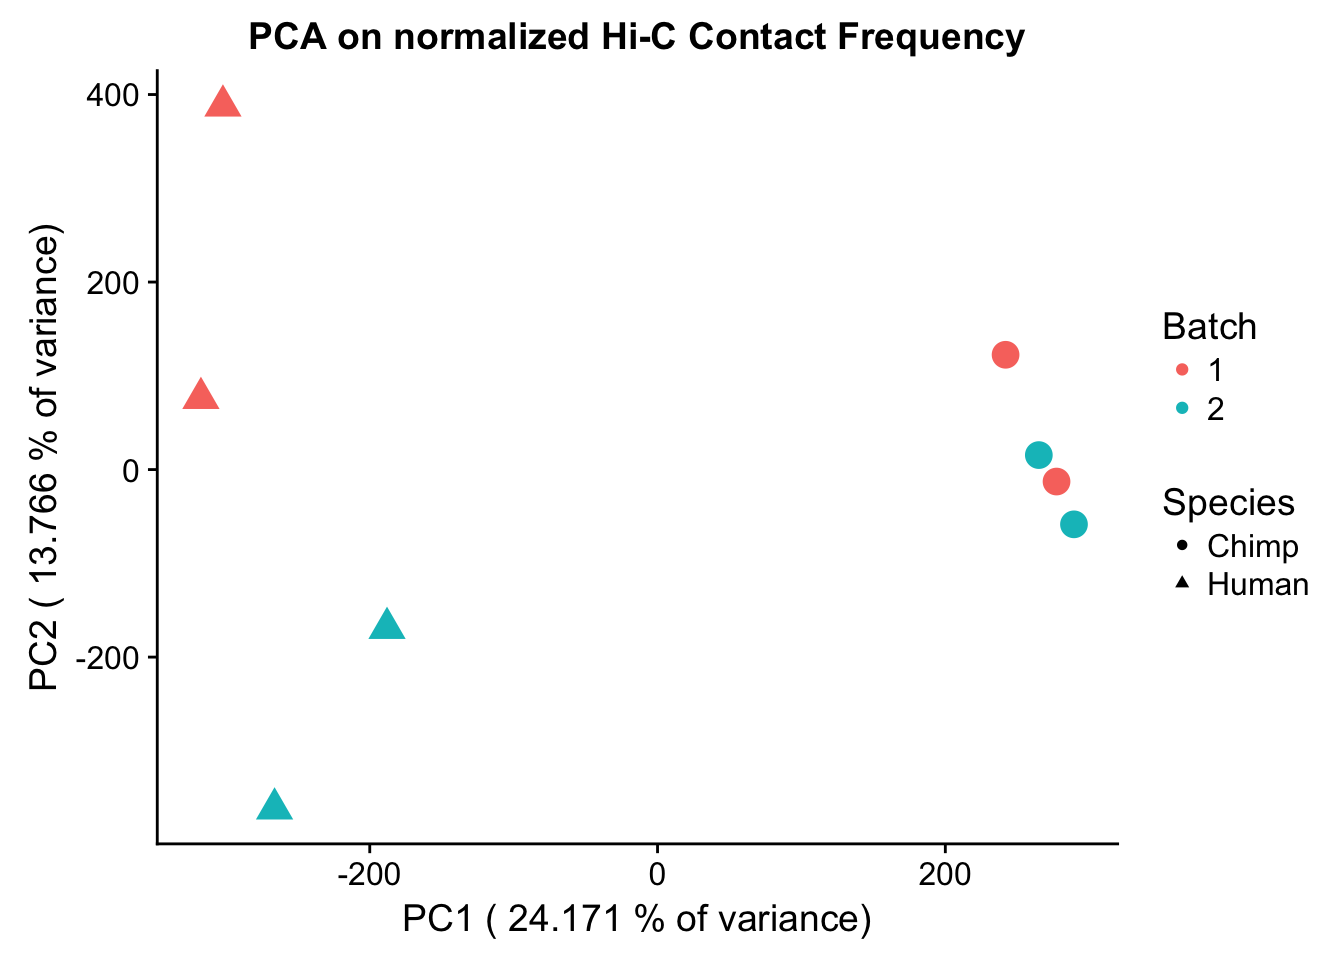 PCA on normalized Hi-C Contact Frequency
400
200
0
-200
PC2 ( 13.766 % of variance)
-200
0
200
PC1 ( 24.171 % of variance)
Batch
1
2
Species
Chimp
Human